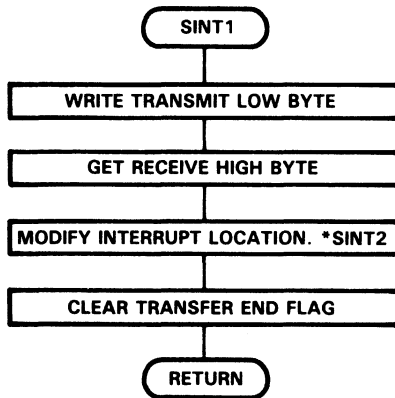 SINT1
WRITE TRANSMIT LOW BYTE
GET RECEIVE HIGH BYTE
MODIFY INTERRUPT LOCATION. *SINT2
CLEAR TRANSFER END FLAG
RETURN